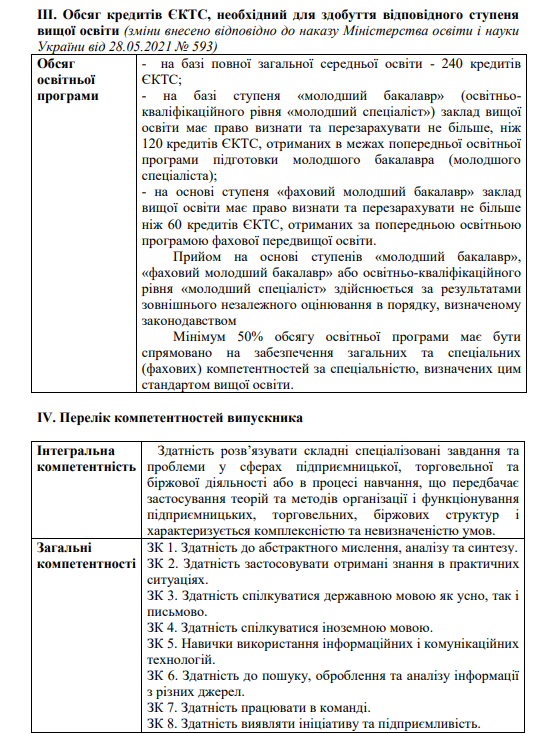 ІІІ. Обсяг кредитів ЄКТС, необхідний для здобуття відповідного ступеня
вищої освіти (зміни внесено відповідно до наказу Міністерства освіти і науки
України від 28.05.2021 № 593)
Обсяг
освітньої
програми
- на базі повної загальної середньої освіти - 240 кредитів
ЄКТС;
- на базі ступеня «молодший бакалавр» (освітньо-
кваліфікаційного рівня «молодший спеціаліст») заклад вищої
освіти має право визнати та перезарахувати не більше, ніж
120 кредитів ЄКТС, отриманих в межах попередньої освітньої
програми підготовки молодшого бакалавра (молодшого
спеціаліста);
- на основі ступеня «фаховий молодший бакалавр» заклад
вищої освіти має право визнати та перезарахувати не більше
ніж 60 кредитів ЄКТС, отриманих за попередньою освітньою
програмою фахової передвищої освіти.
Прийом на основі ступенів «молодший бакалавр»,
«фаховий молодший бакалавр» або освітньо-кваліфікаційного
рівня «молодший спеціаліст» здійснюється за результатами
зовнішнього незалежного оцінювання в порядку, визначеному
законодавством
Мінімум 50% обсягу освітньої програми має бути
спрямовано на забезпечення загальних та спеціальних
(фахових) компетентностей за спеціальністю, визначених цим
стандартом вищої освіти.
IV. Перелік компетентностей випускника
Інтегральна
компетентність
Здатність розв’язувати складні спеціалізовані завдання та
проблеми у сферах підприємницької, торговельної та
біржової діяльності або в процесі навчання, що передбачає
застосування теорій та методів організації і функціонування
підприємницьких, торговельних, біржових структур і
характеризується комплексністю та невизначеністю умов.
Загальні
компетентності
ЗК 1. Здатність до абстрактного мислення, аналізу та синтезу.
ЗК 2. Здатність застосовувати отримані знання в практичних
ситуаціях.
ЗК 3. Здатність спілкуватися державною мовою як усно, так і
письмово.
ЗК 4. Здатність спілкуватися іноземною мовою.
ЗК 5. Навички використання інформаційних і комунікаційних
технологій.
ЗК 6. Здатність до пошуку, оброблення та аналізу інформації
з різних джерел.
ЗК 7. Здатність працювати в команді.
ЗК 8. Здатність виявляти ініціативу та підприємливість.